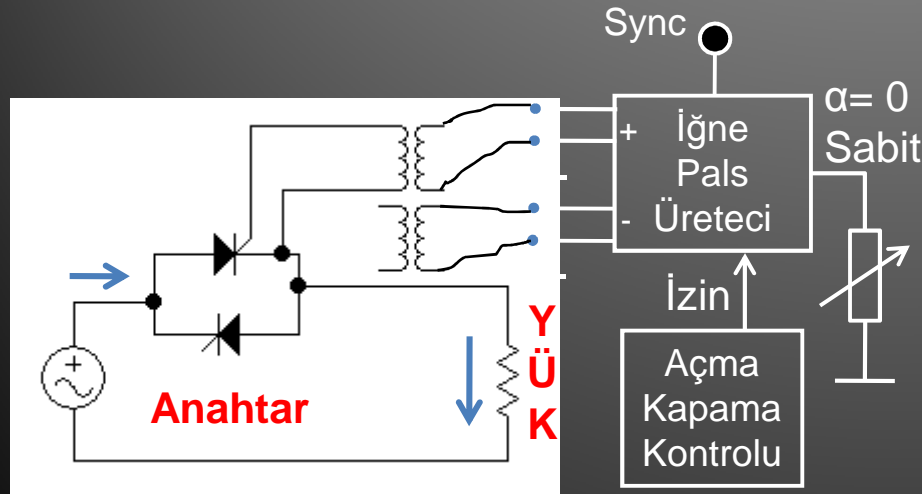 Sync
+
-
İğne
Pals
Üreteci
α= 0
Sabit
-
-
İzin
Açma
Kapama
Kontrolu
+
Anahtar
Y
Ü
K